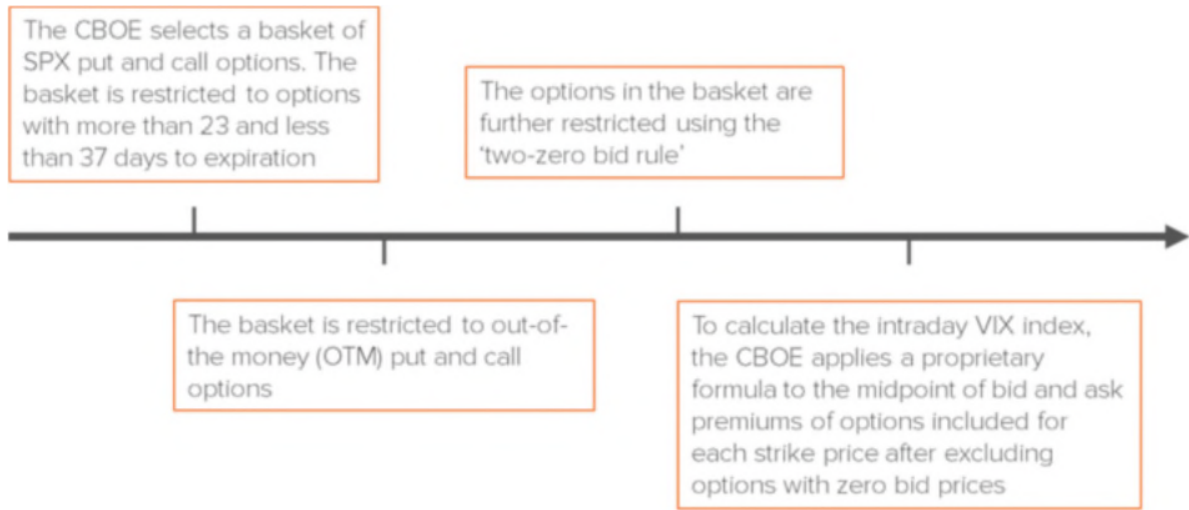 The CBOE selects a basket of
SPX put and call options. The
basket is restricted to options
with more than 23 and less
than 37 days to expiration
The basket is restricted to out-of-
the money (OTM) put and call
options
The options in the basket are
further restricted using the
‘two-zero bid rule’
To calculate the intraday VIX index,
the CBOE applies a proprietary
formula to the midpoint of bid and ask
premiums of options included for
each strike price after excluding
options with zero bid prices